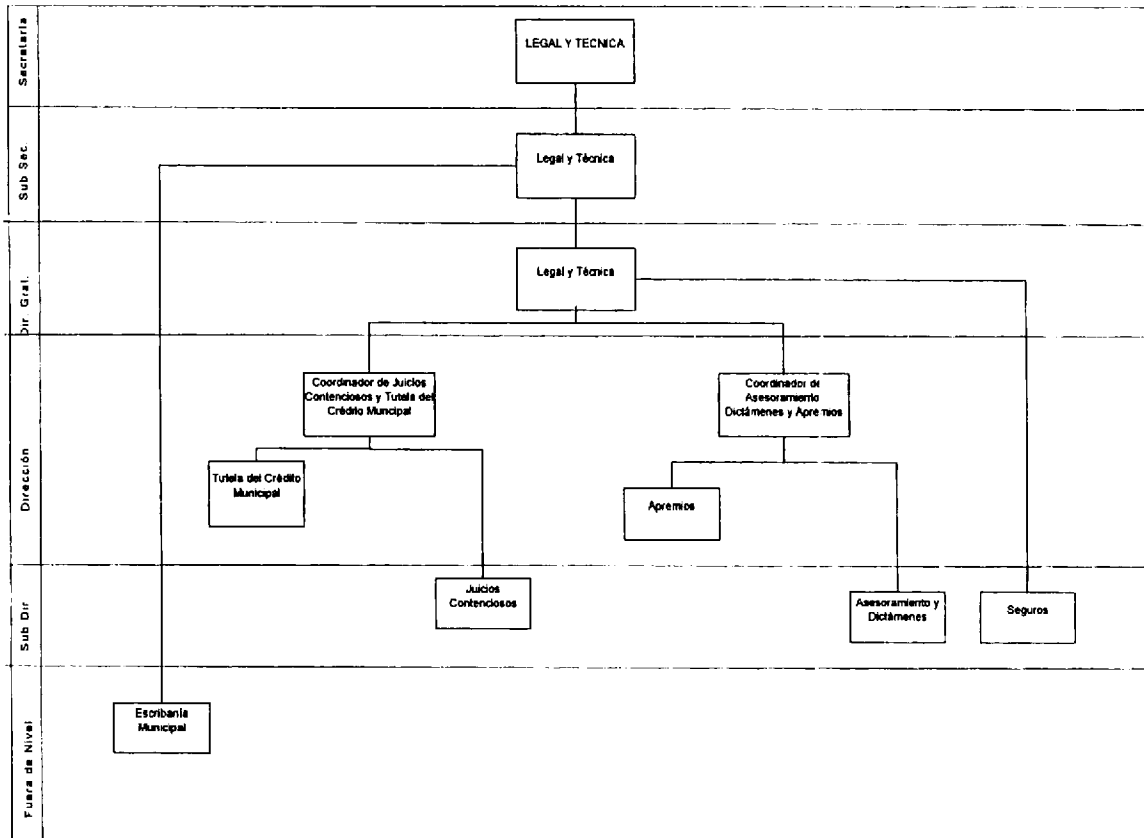 Secretaria
LEGAL Y TECNICA
Sub Sec.
Legal y Técnica
Dir Gral.
Legal y Técnica
Dirección
Coordinador de Juicios
Contenciosos y Tutela del
Crédito Muncipal
Coordinador de
Asesoramiento
Dictámenes y Apremios
Tutela del Crédito
Municipal
Apremios
Sub Dir
Juicios
Contenciosos
Asesoramiento y
Dictámenes
Seguros
Fuera de Nivel
Escribanía
Municipal